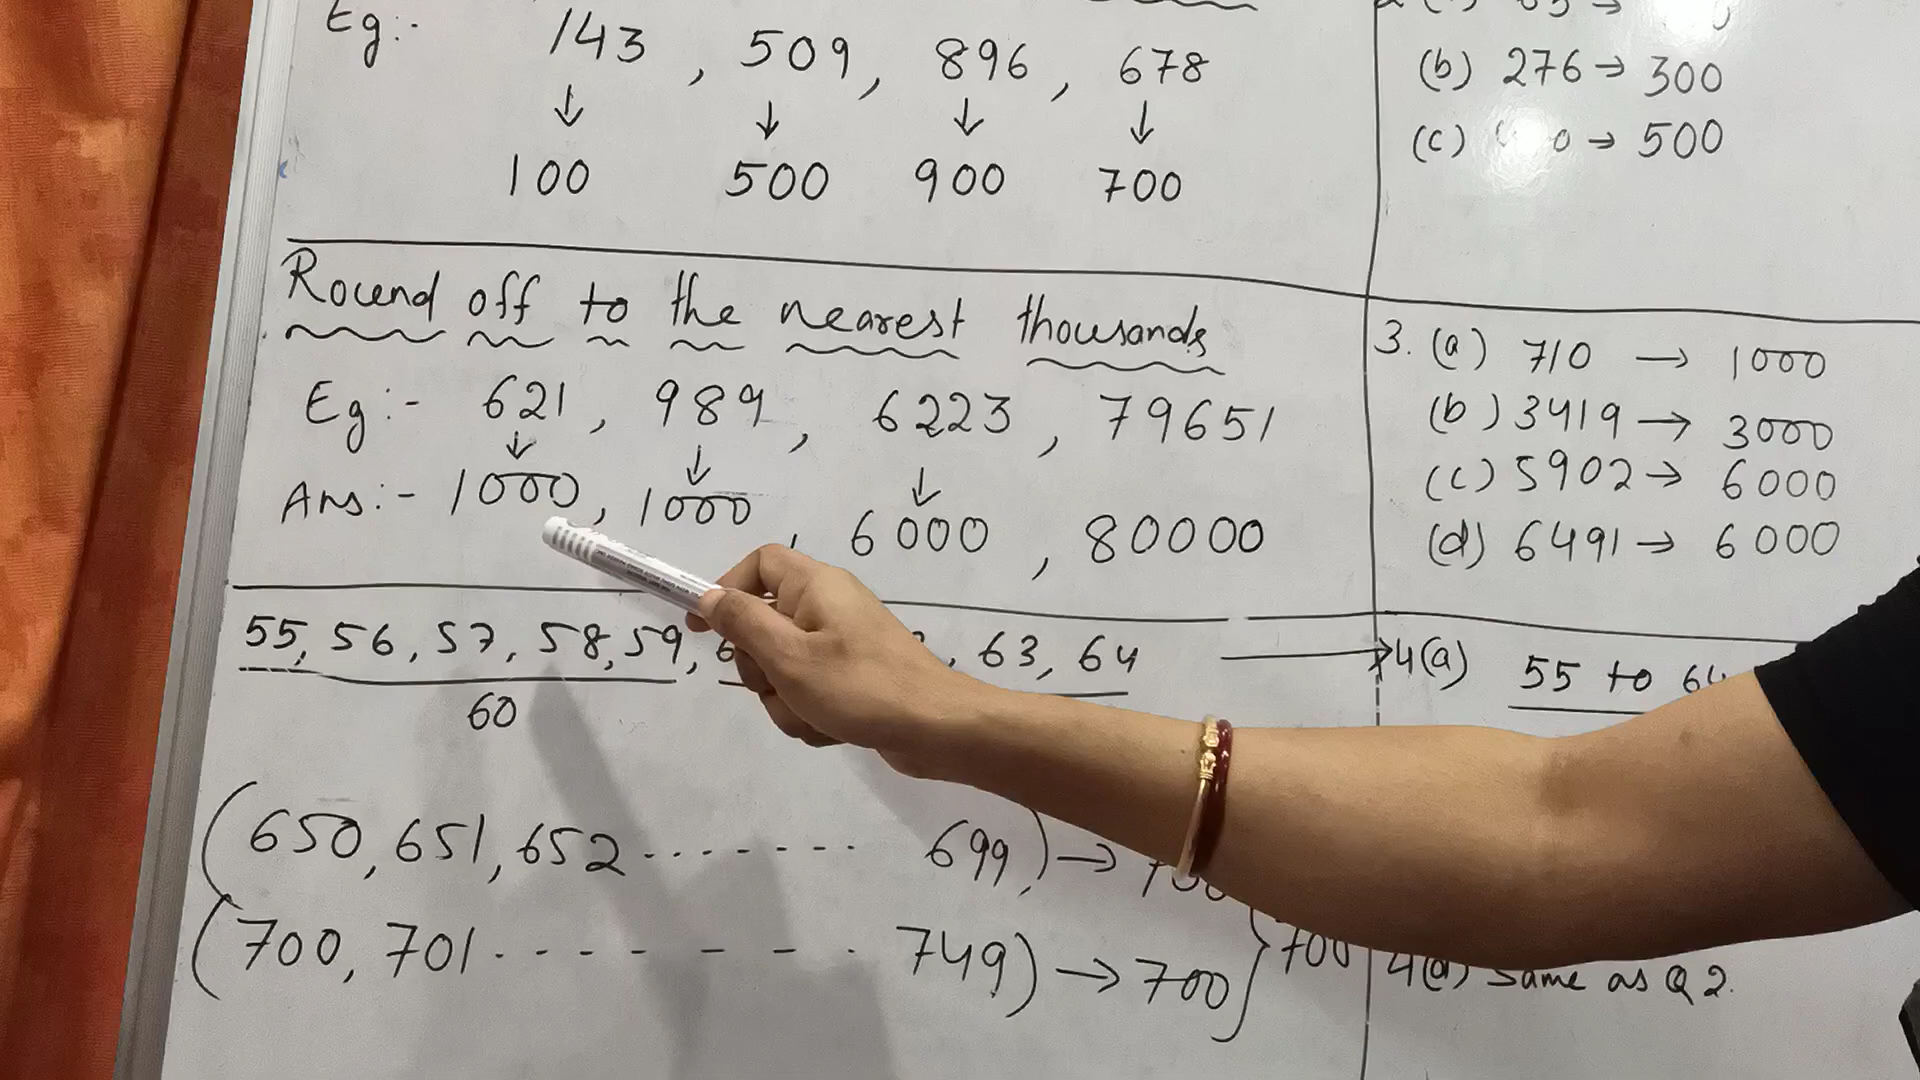 Eg:- 143, 509, 896, 678
↓ ↓ ↓ ↓
100 500 900 700
Round off to the nearest thousands
Eg:- 621, 989, 6223, 79651
↓ ↓ ↓
Ans:- 1000, 1000, 6000, 80000
55, 56, 57, 58, 59, 63, 64
60
(650, 651, 652 ------- 699) →
(700, 701 ------- 749) → 700 } 700
(b) 276 → 300
(c) → 500
3. (a) 710 → 1000
(b) 3419 → 3000
(c) 5902 → 6000
(d) 6491 → 6000
→ 4(a) 55 to 64
same as Q2.